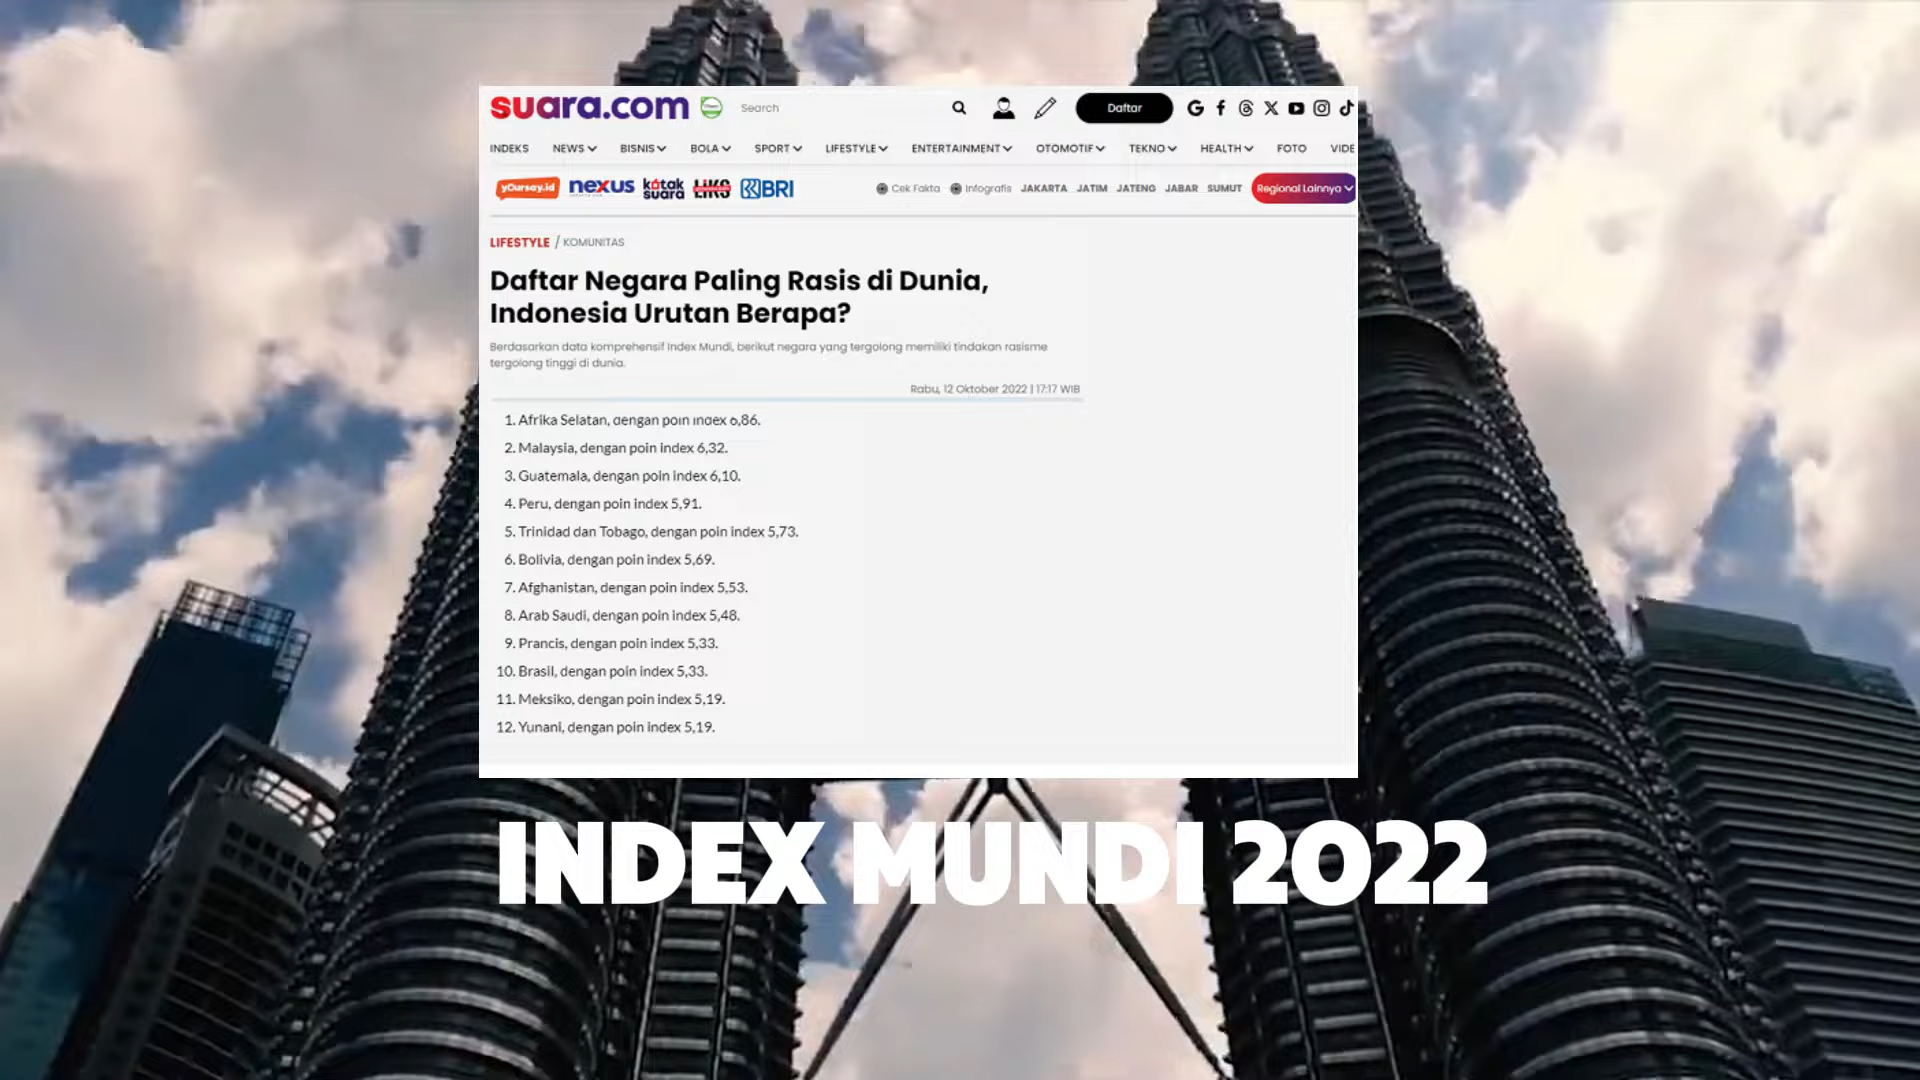 suara.com Search Daftar
INDEKS NEWS BISNIS BOLA SPORT LIFESTYLE ENTERTAINMENT OTOMOTIF TEKNO HEALTH FOTO VIDE
yOursay.id nexus kotak suara LIKS BRI Cek Fakta Infografis JAKARTA JATIM JATENG JABAR SUMUT Regional Lainnya
LIFESTYLE / KOMUNITAS
Daftar Negara Paling Rasis di Dunia,
Indonesia Urutan Berapa?
Berdasarkan data komprehensif Index Mundi, berikut negara yang tergolong memiliki tindakan rasisme
tergolong tinggi di dunia.
Rabu, 12 Oktober 2022 | 17:17 WIB
1. Afrika Selatan, dengan poin index 6,86.
2. Malaysia, dengan poin index 6,32.
3. Guatemala, dengan poin index 6,10.
4. Peru, dengan poin index 5,91.
5. Trinidad dan Tobago, dengan poin index 5,73.
6. Bolivia, dengan poin index 5,69.
7. Afghanistan, dengan poin index 5,53.
8. Arab Saudi, dengan poin index 5,48.
9. Prancis, dengan poin index 5,33.
10. Brasil, dengan poin index 5,33.
11. Meksiko, dengan poin index 5,19.
12. Yunani, dengan poin index 5,19.
INDEX MUNDI 2022